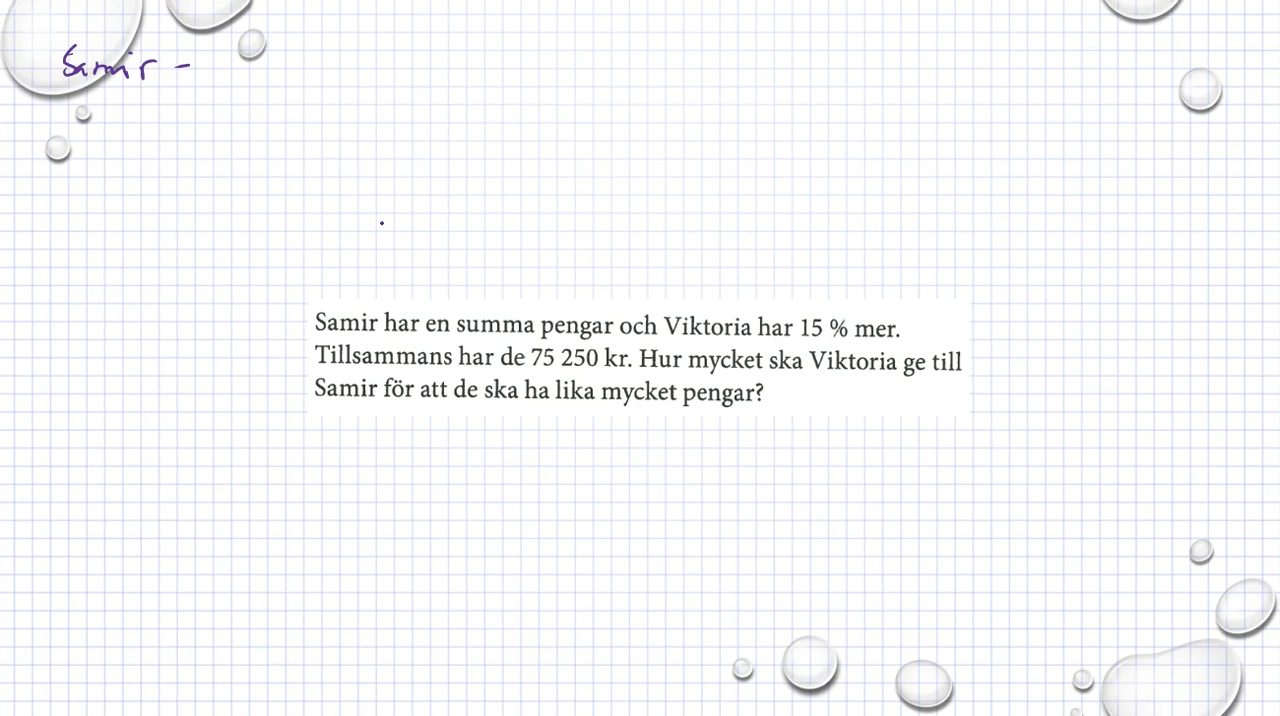 Samir -
Samir har en summa pengar och Viktoria har 15 % mer.
Tillsammans har de 75 250 kr. Hur mycket ska Viktoria ge till
Samir för att de ska ha lika mycket pengar?